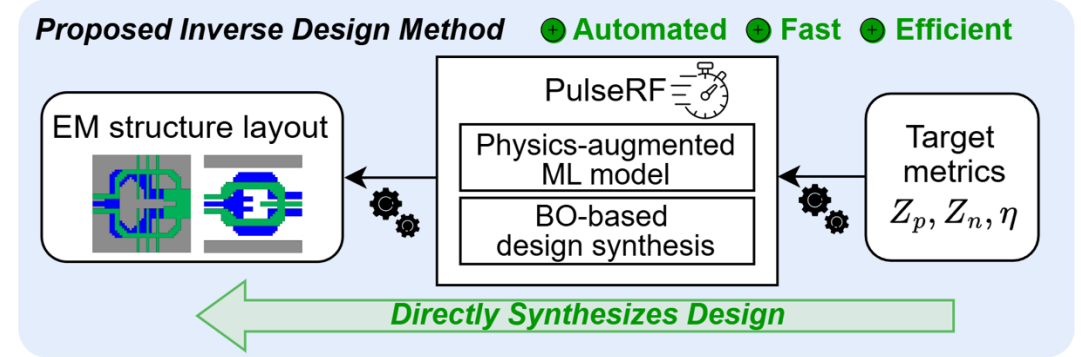 Proposed Inverse Design Method + Automated + Fast + Efficient
EM structure layout
PulseRF
Physics-augmented
ML model
BO-based
design synthesis
Target
metrics
Z_p, Z_n, η
Directly Synthesizes Design